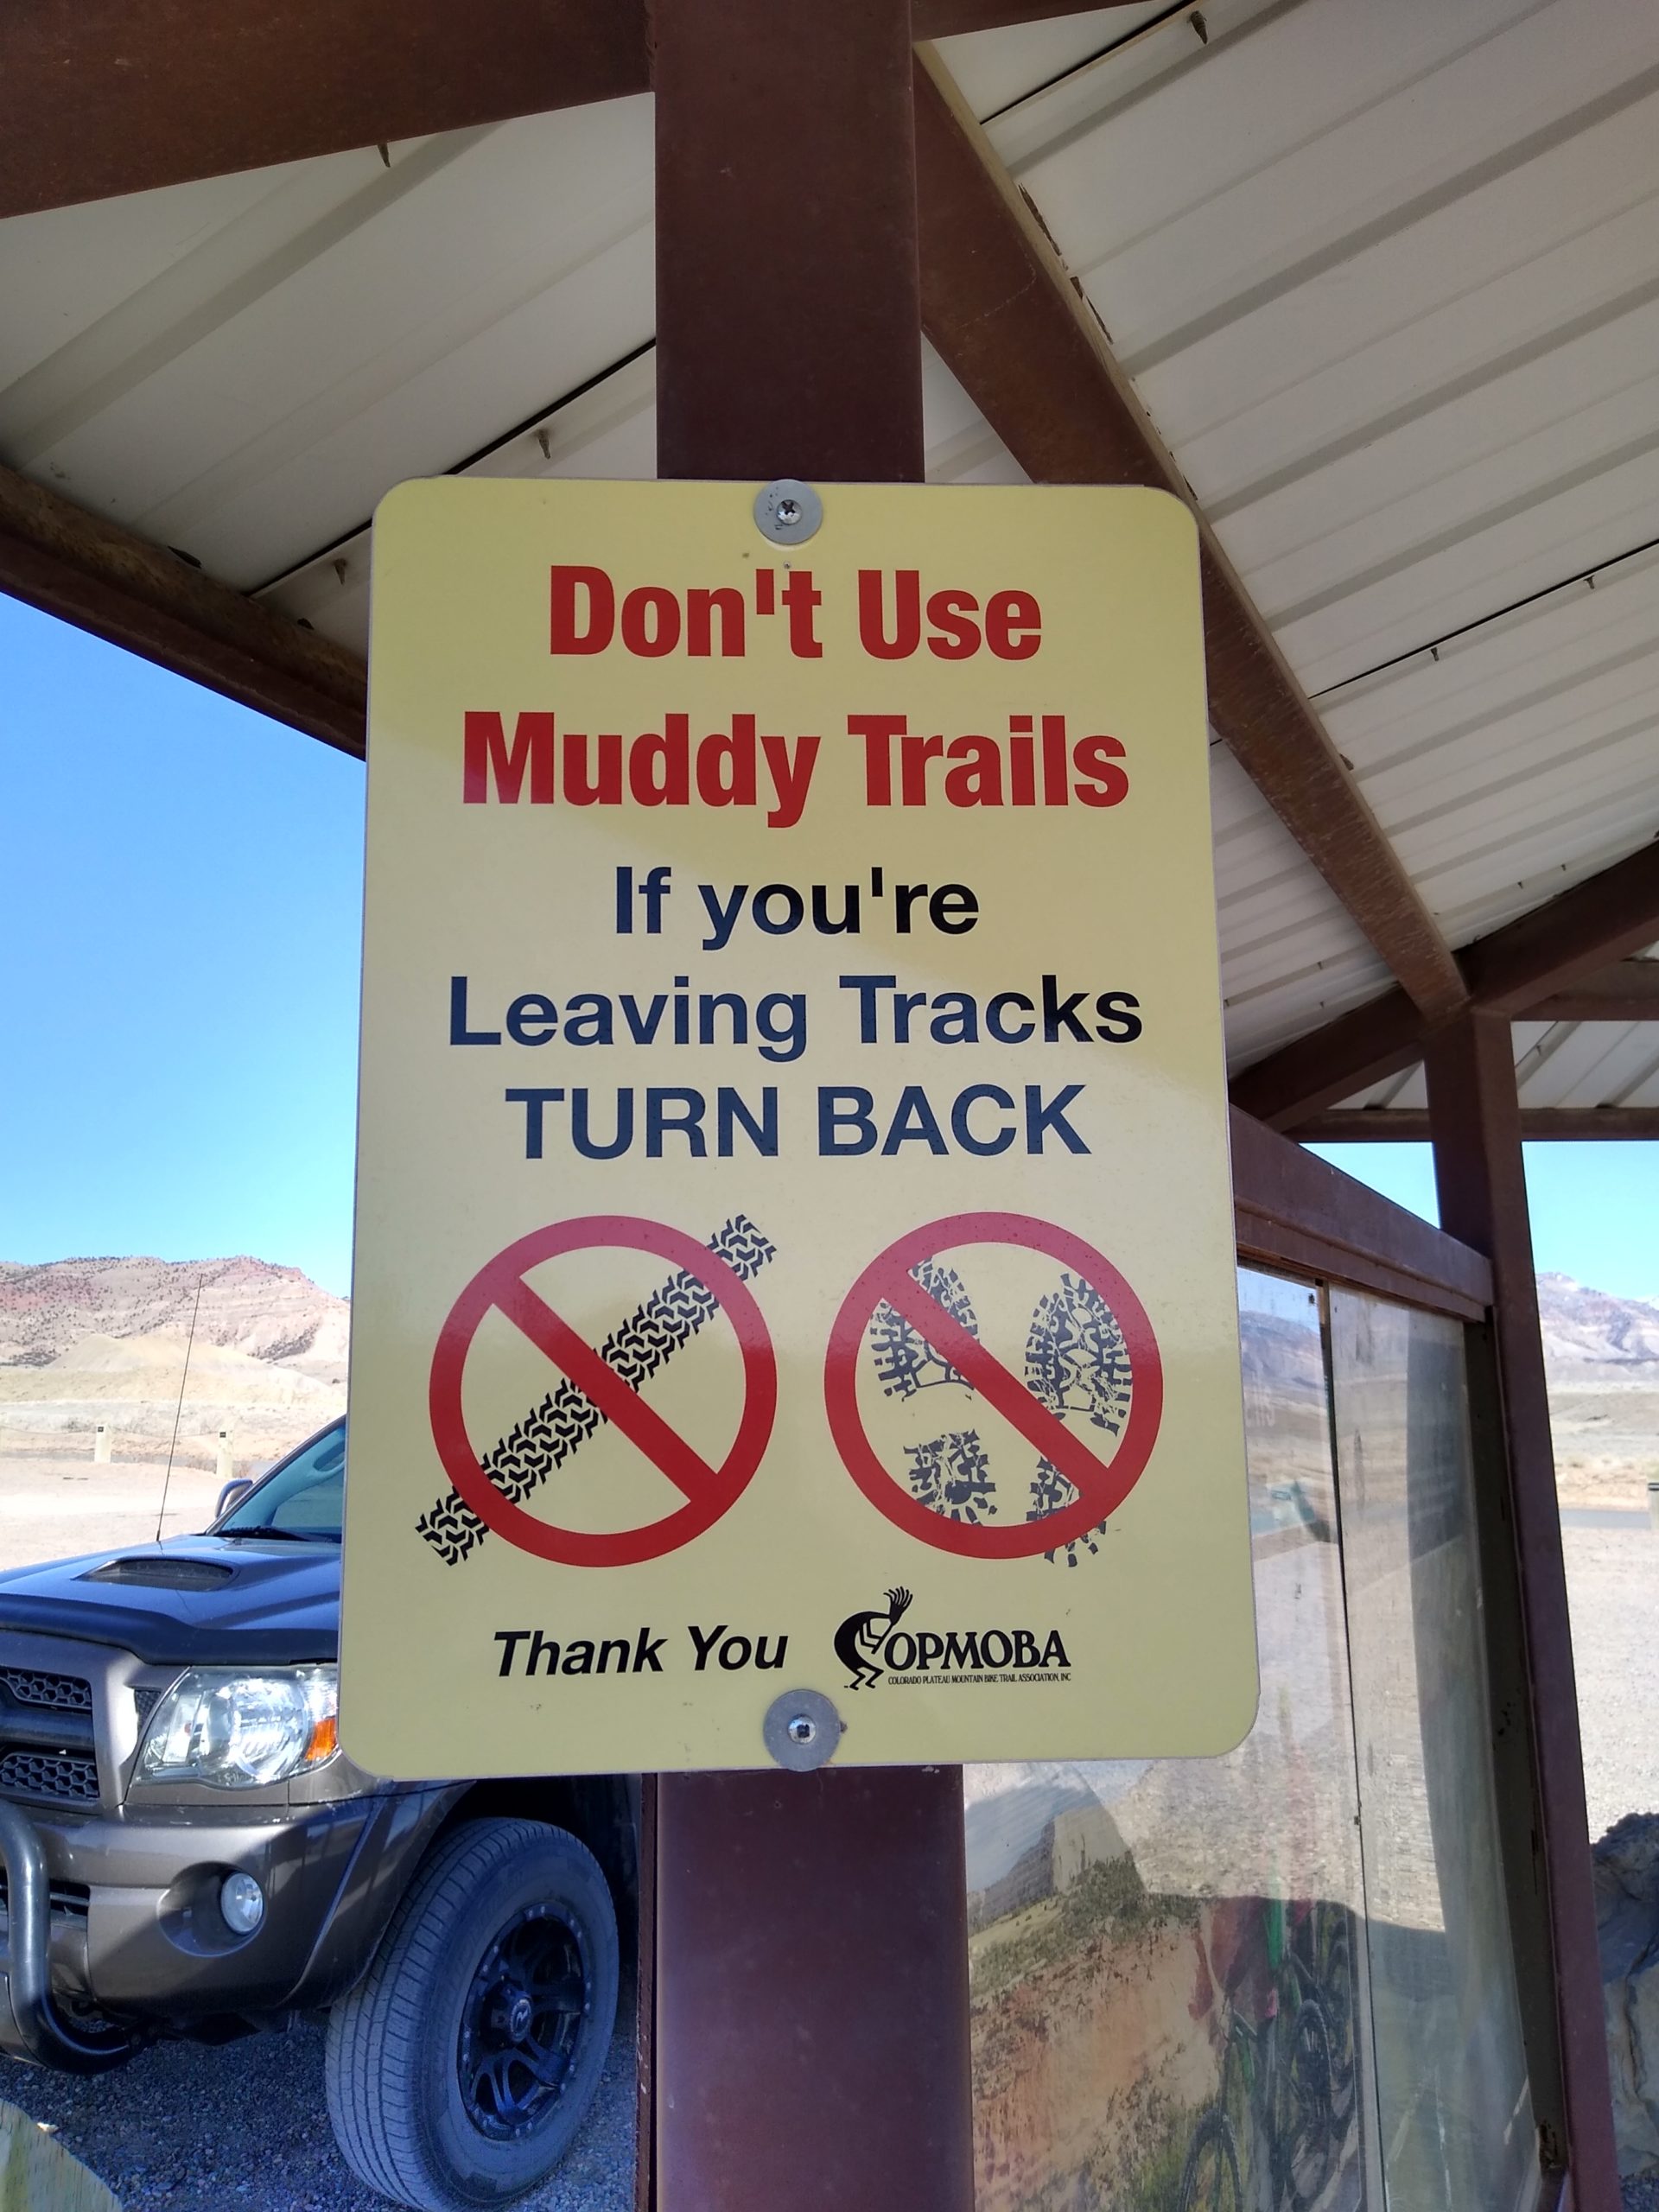 Don't Use
Muddy Trails
If you're
Leaving Tracks
TURN BACK
Thank You
COPMOBA
COLORADO PLATEAU MOUNTAIN BIKE TRAIL ASSOCIATION, INC